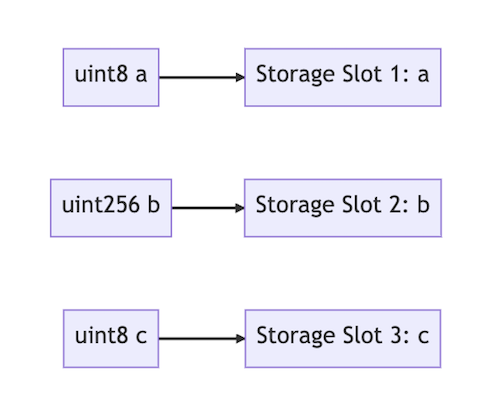 uint8 a
Storage Slot 1: a
uint256 b
Storage Slot 2: b
uint8 c
Storage Slot 3: c